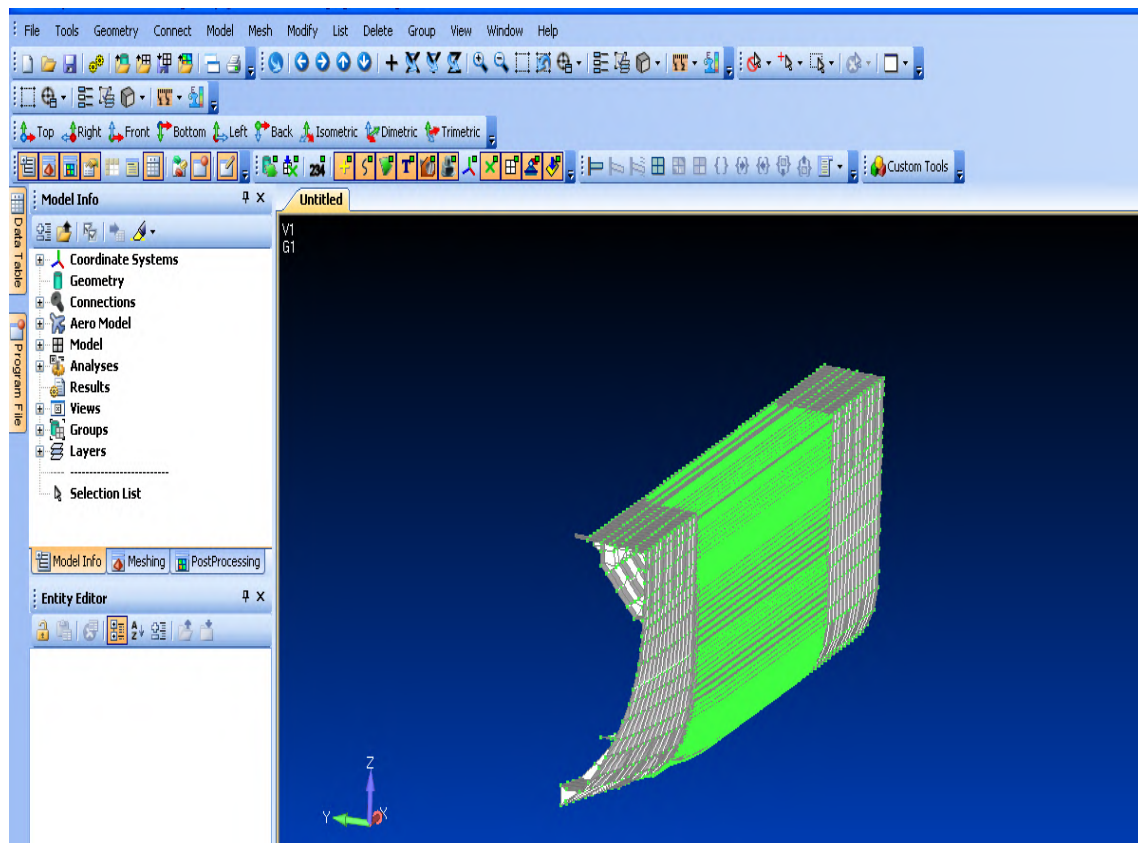 File Tools Geometry Connect Model Mesh Modify List Delete Group View Window Help
Top Right Front Bottom Left Back Isometric Dimetric Trimetric
234 T {} Custom Tools
Data Table
Program File
Model Info
Coordinate Systems
Geometry
Connections
Aero Model
Model
Analyses
Results
Views
Groups
Layers
--------------------------
Selection List
Model Info Meshing PostProcessing
Entity Editor
A
Z
Untitled
V1
G1
Z
Y X